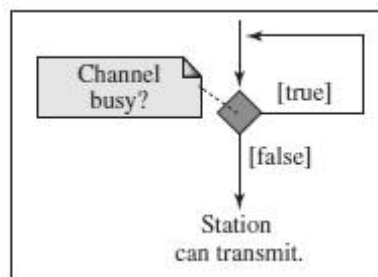 Channel
busy?
[true]
[false]
Station
can transmit.